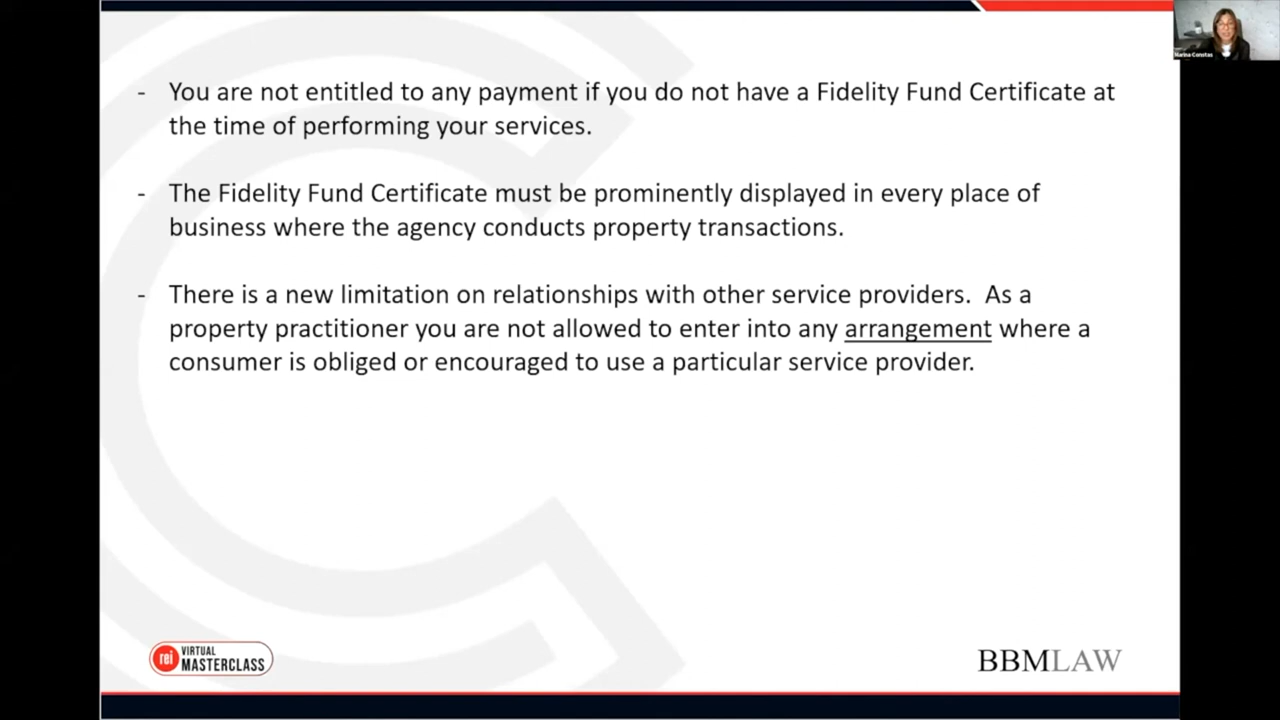 Marina Constas
- You are not entitled to any payment if you do not have a Fidelity Fund Certificate at
the time of performing your services.
- The Fidelity Fund Certificate must be prominently displayed in every place of
business where the agency conducts property transactions.
- There is a new limitation on relationships with other service providers. As a
property practitioner you are not allowed to enter into any arrangement where a
consumer is obliged or encouraged to use a particular service provider.
rei VIRTUAL
MASTERCLASS
BBMLAW